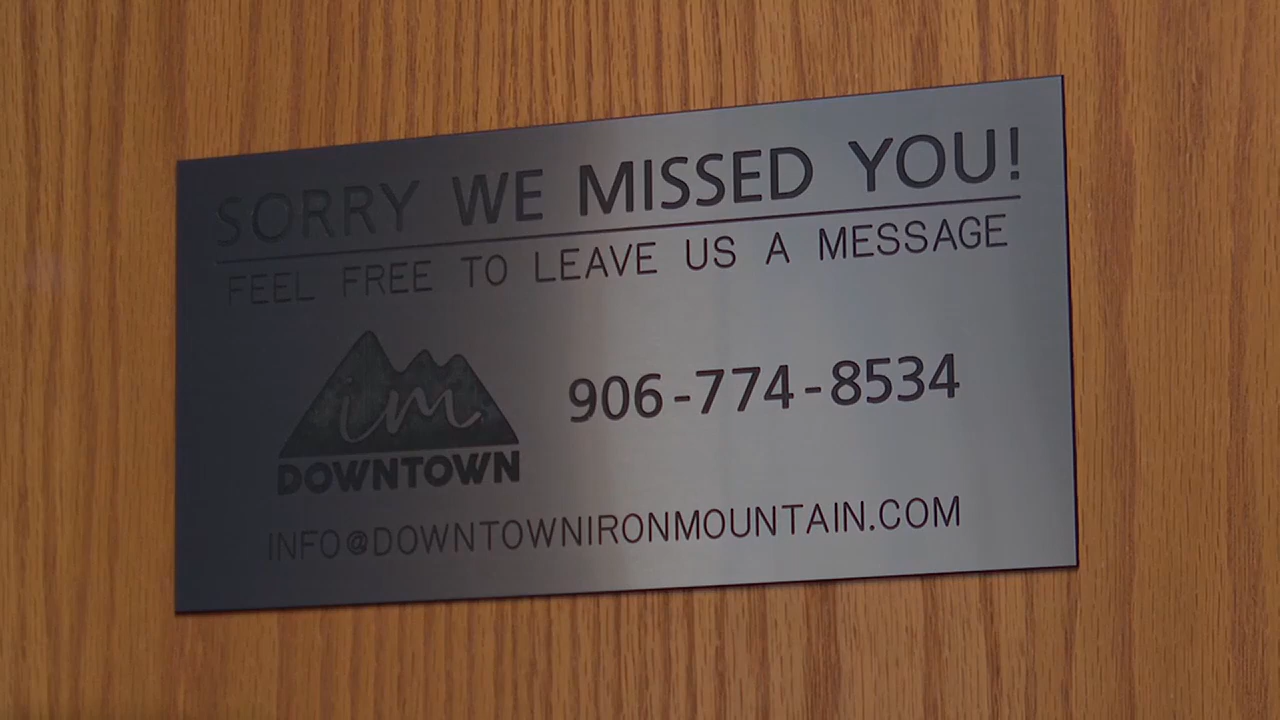 SORRY WE MISSED YOU!
FEEL FREE TO LEAVE US A MESSAGE
im
DOWNTOWN
906-774-8534
INFO@DOWNTOWNIRONMOUNTAIN.COM